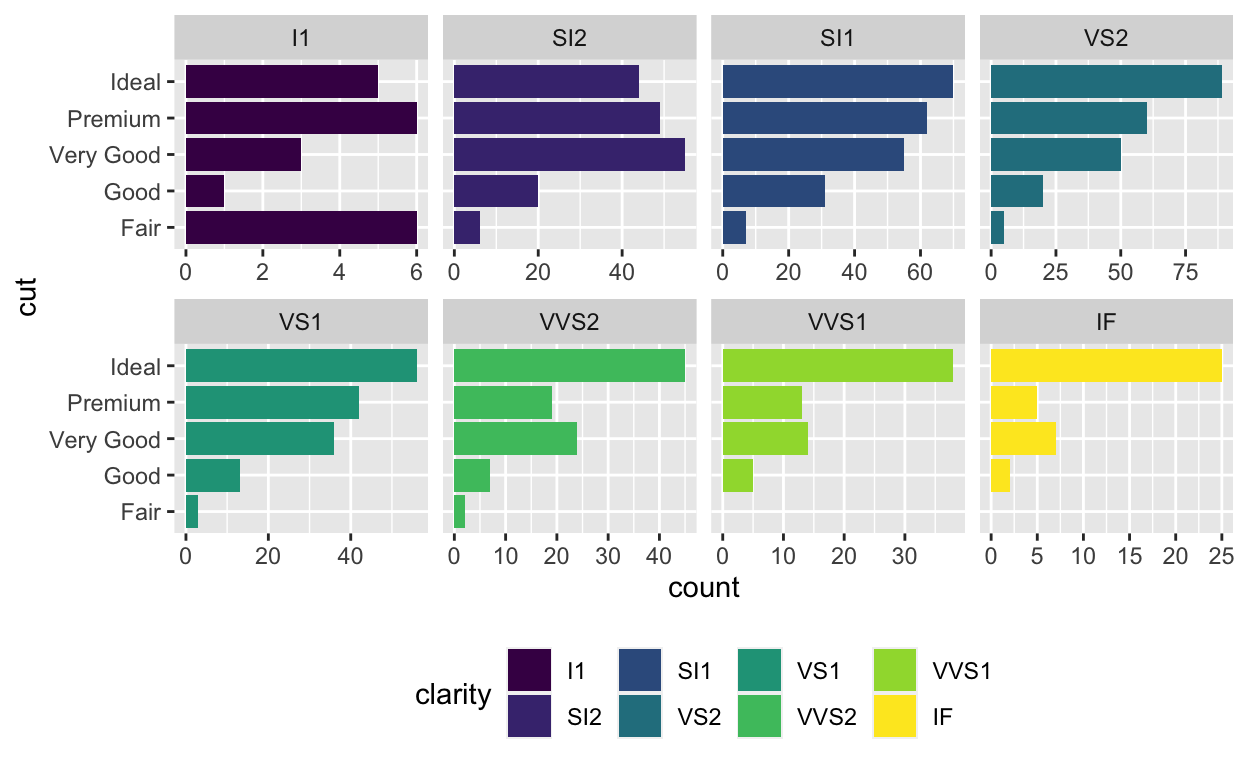 I1 SI2 SI1 VS2
Ideal
Premium
Very Good
Good
Fair
0 2 4 6 0 20 40 0 20 40 60 0 25 50 75
cut
VS1 VVS2 VVS1 IF
Ideal
Premium
Very Good
Good
Fair
0 20 40 0 10 20 30 40 0 10 20 30 0 5 10 15 20 25
count
clarity
I1 SI1 VS1 VVS1
SI2 VS2 VVS2 IF